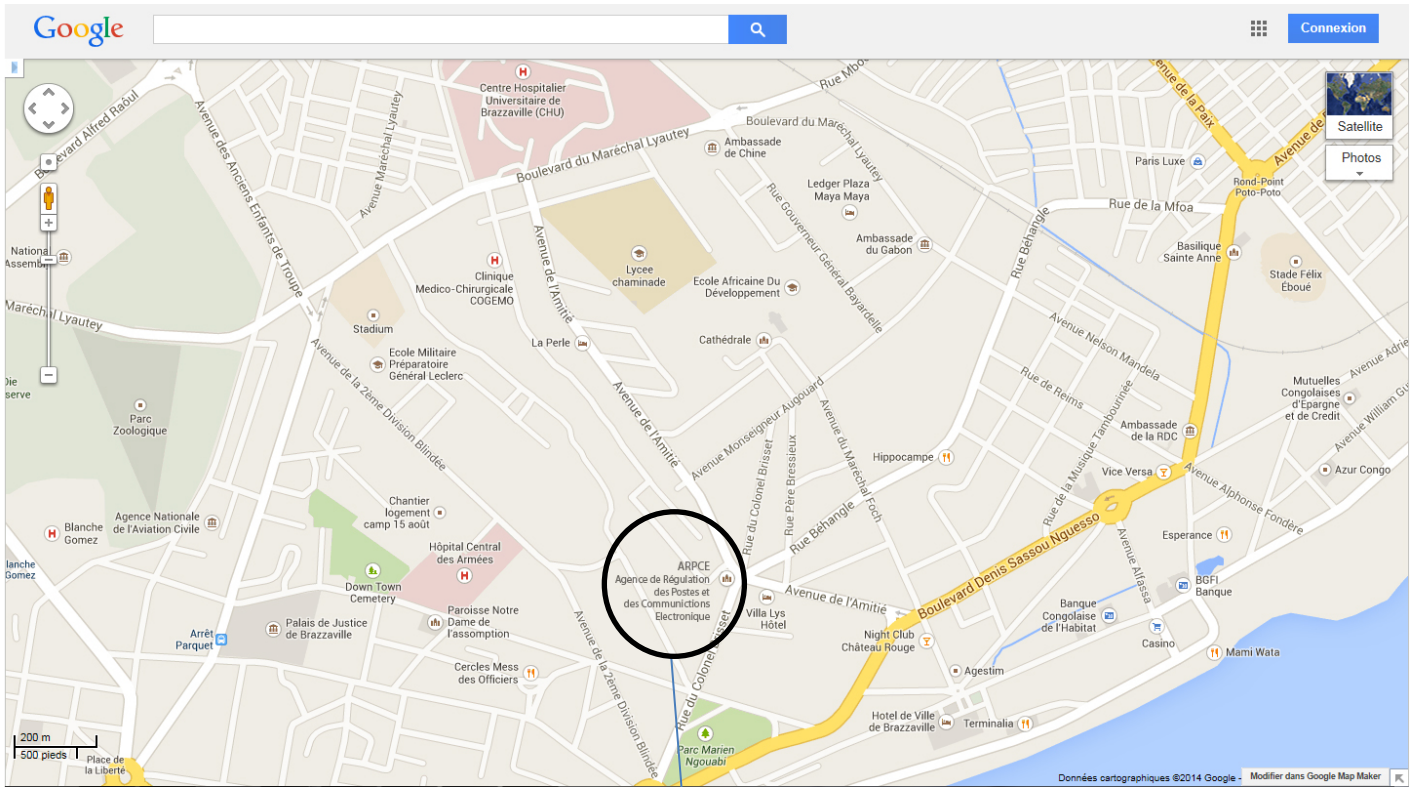 Google
Connexion
Satellite
Photos
Centre Hospitalier
Universitaire de
Brazzaville (CHU)
Rue Mbo
enue de la Paix
Avenue de
Boulevard Alfred Raoul
Avenue des Anciens Enfants de Troupe
Avenue Maréchal Lyautey
Boulevard du Maréchal Lyautey
Boulevard du Maréchal Lyautey
Ambassade
de Chine
Paris Luxe
Rond-Point
Poto-Poto
Ledger Plaza
Maya Maya
Rue de la Mfoa
Rue Gouverneur Général Bayardelle
Rue Béhangle
Ambassade
du Gabon
Basilique
Sainte Anne
National
Assemb
Avenue de l'Amitié
Lycee
chaminade
Clinique
Medico-Chirurgicale
COGEMO
Ecole Africaine Du
Développement
Stade Félix
Éboué
Maréchal Lyautey
Stadium
La Perle
Cathédrale
Avenue Nelson Mandela
Avenue Adrie
Ecole Militaire
Préparatoire
Général Leclerc
Avenue de la 2ème Division Blindée
Rue de Reims
Die
serve
Mutuelles
Congolaises
d'Epargne
et de Credit
Avenue William Gu
Parc
Zoologique
Avenue de l'Amitié
Avenue Monseigneur Augouard
Avenue du Maréchal Foch
Rue de la Musique Tambourinée
Ambassade
de la RDC
Rue du Colonel Brisset
Rue Père Bressieux
Hippocampe
Vice Versa
Azur Congo
Avenue Alphonse Fondère
Chantier
logement
camp 15 août
Agence Nationale
de l'Aviation Civile
Blanche
Gomez
Rue Béhangle
Boulevard Denis Sassou Nguesso
Esperance
Avenue Alfassa
Hôpital Central
des Armées
lanche
Gomez
ARPCE
Agence de Régulation
des Postes et
des Communictions
Electronique
Down Town
Cemetery
BGFI
Banque
Avenue de l'Amitié
Villa Lys
Hôtel
Banque
Congolaise
de l'Habitat
Paroisse Notre
Dame de
l'assomption
Palais de Justice
de Brazzaville
Arrêt
Parquet
Night Club
Château Rouge
Casino
Mami Wata
Cercles Mess
des Officiers
Avenue de la 2ème Division Blindée
Rue du Colonel Brisset
Agestim
Hotel de Ville
de Brazzaville
Terminalia
Parc Marien
Ngouabi
200 m
500 pieds
Place de
la Liberté
Données cartographiques ©2014 Google -
Modifier dans Google Map Maker